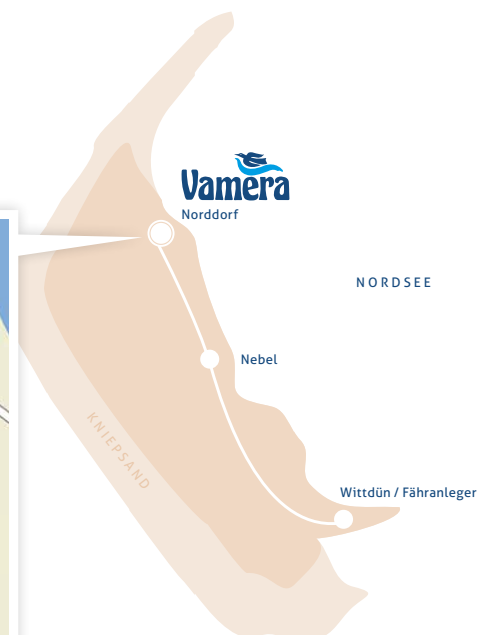 Vamera
Norddorf
NORDSEE
Nebel
KNIEPSAND
Wittdün / Fähranleger